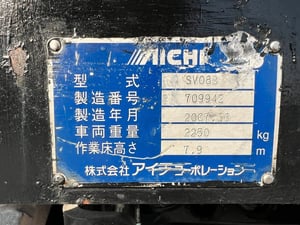 AICHI
型式 SV08B
製造番号 709942
製造年月
車両重量 2250 kg
作業床高さ 7.9 m
株式会社アイチコーポレーション